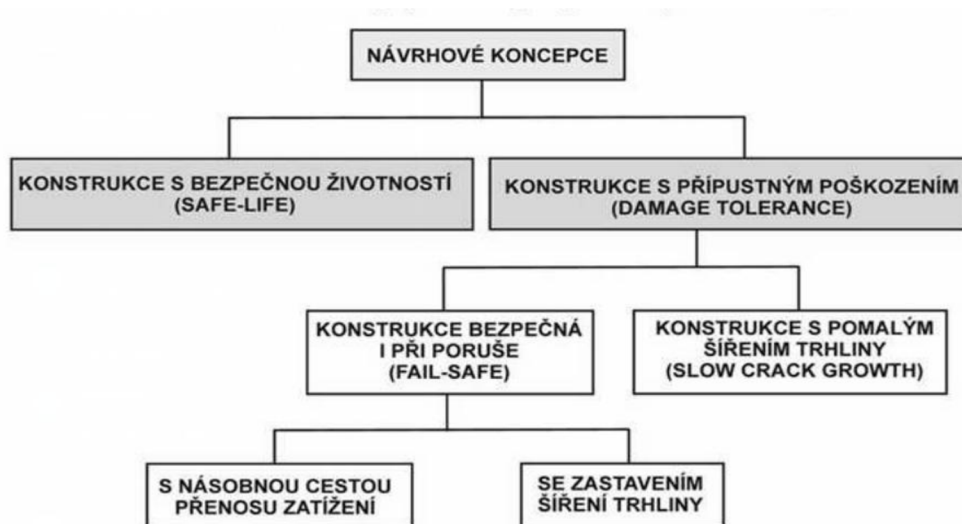 NÁVRHOVÉ KONCEPCE
KONSTRUKCE S BEZPEČNOU ŽIVOTNOSTÍ
(SAFE-LIFE)
KONSTRUKCE S PŘÍPUSTNÝM POŠKOZENÍM
(DAMAGE TOLERANCE)
KONSTRUKCE BEZPEČNÁ
I PŘI PORUŠE
(FAIL-SAFE)
KONSTRUKCE S POMALÝM
ŠÍŘENÍM TRHLINY
(SLOW CRACK GROWTH)
S NÁSOBNOU CESTOU
PŘENOSU ZATÍŽENÍ
SE ZASTAVENÍM
ŠÍŘENÍ TRHLINY